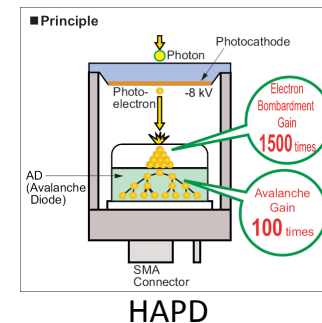 ■ Principle
Photon
Photocathode
Photo-
electron
-8 kV
Electron
Bombardment
Gain
1500 times
AD
(Avalanche
Diode)
Avalanche
Gain
100 times
SMA
Connector
HAPD